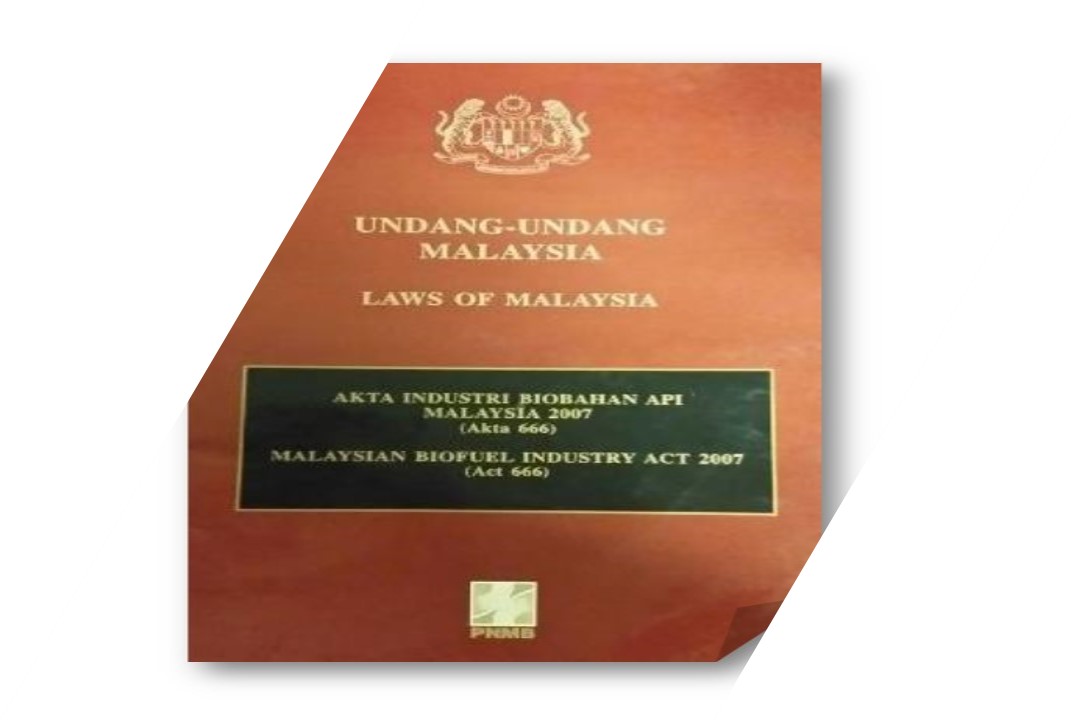 UNDANG-UNDANG
MALAYSIA
LAWS OF MALAYSIA
AKTA INDUSTRI BIOBAHAN API
MALAYSIA 2007
(Akta 666)
MALAYSIAN BIOFUEL INDUSTRY ACT 2007
(Act 666)
PNMB